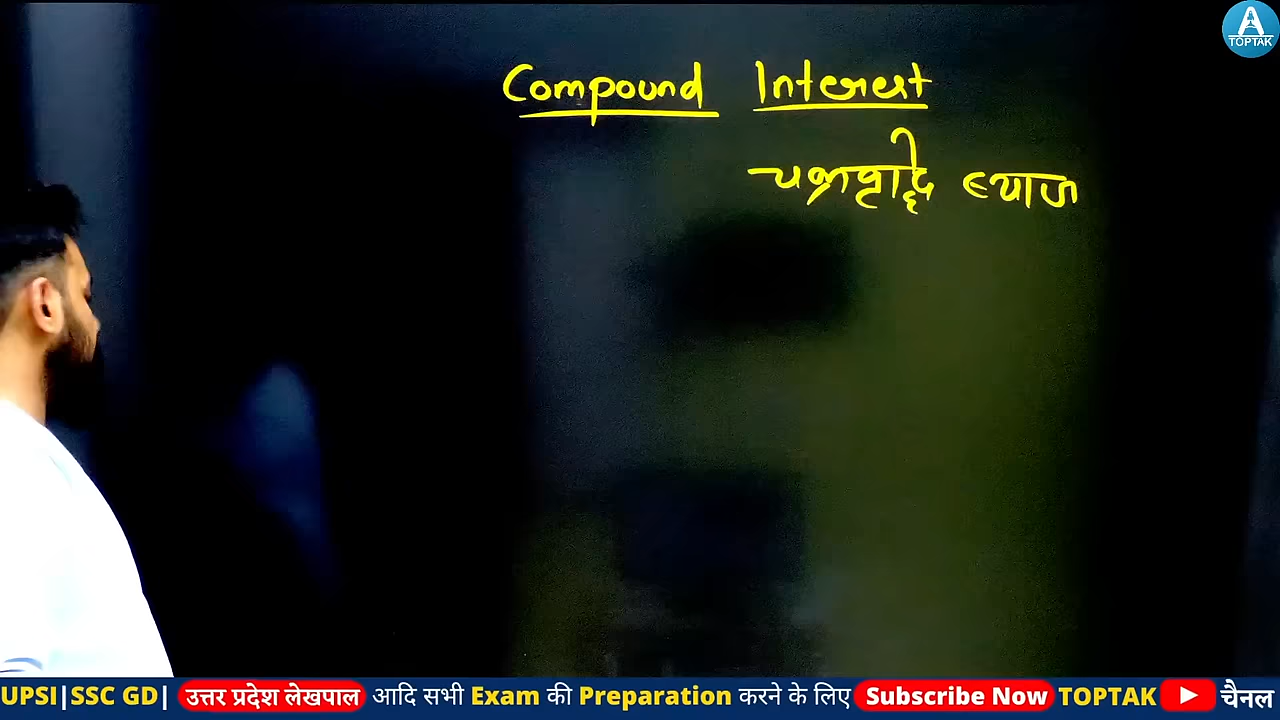 A
TOPTAK
Compound Interest
चक्रवृद्धि ब्याज
UPSI|SSC GD| उत्तर प्रदेश लेखपाल आदि सभी Exam की Preparation करने के लिए Subscribe Now TOPTAK चैनल